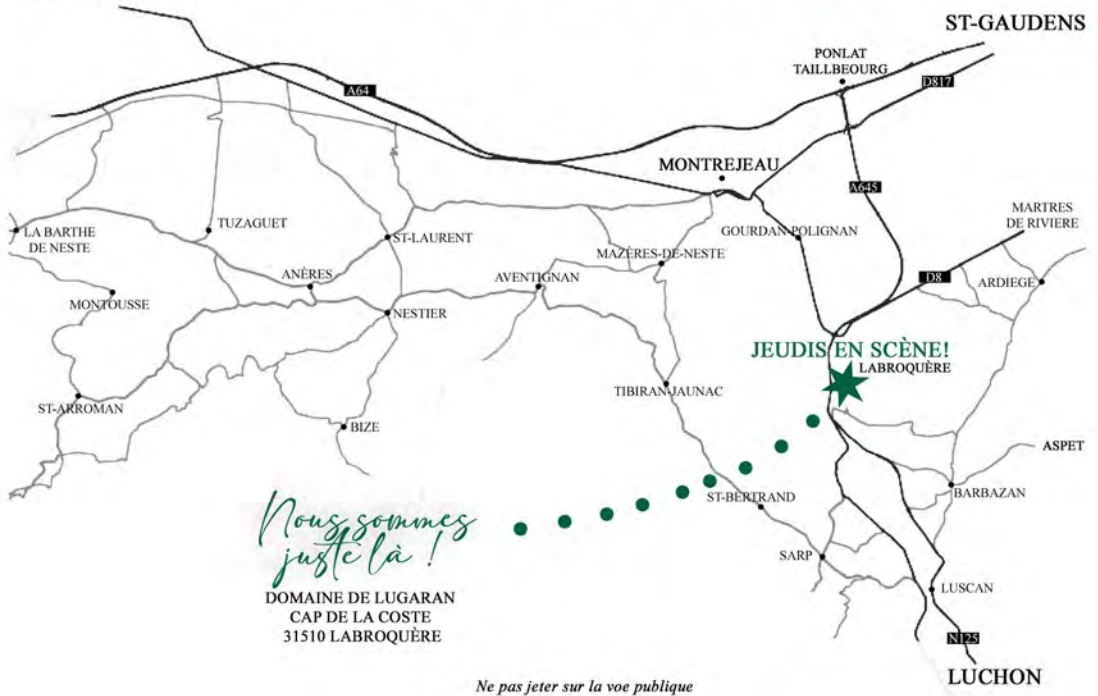 ST-GAUDENS
PONLAT
TAILLBEOURG
D817
A64
MONTREJEAU
A645
MARTRES
DE RIVIERE
TUZAGUET
LA BARTHE
DE NESTE
ST-LAURENT
GOURDAN-POLIGNAN
MAZÈRES-DE-NESTE
D8
ARDIEGE
ANÈRES
AVENTIGNAN
MONTOUSSE
NESTIER
JEUDIS EN SCÈNE!
LABROQUÈRE
TIBIRAN-JAUNAC
ST-ARROMAN
BIZE
ASPET
BARBAZAN
ST-BERTRAND
Nous sommes
juste là !
SARP
LUSCAN
DOMAINE DE LUGARAN
CAP DE LA COSTE
31510 LABROQUÈRE
N125
LUCHON
Ne pas jeter sur la voe publique